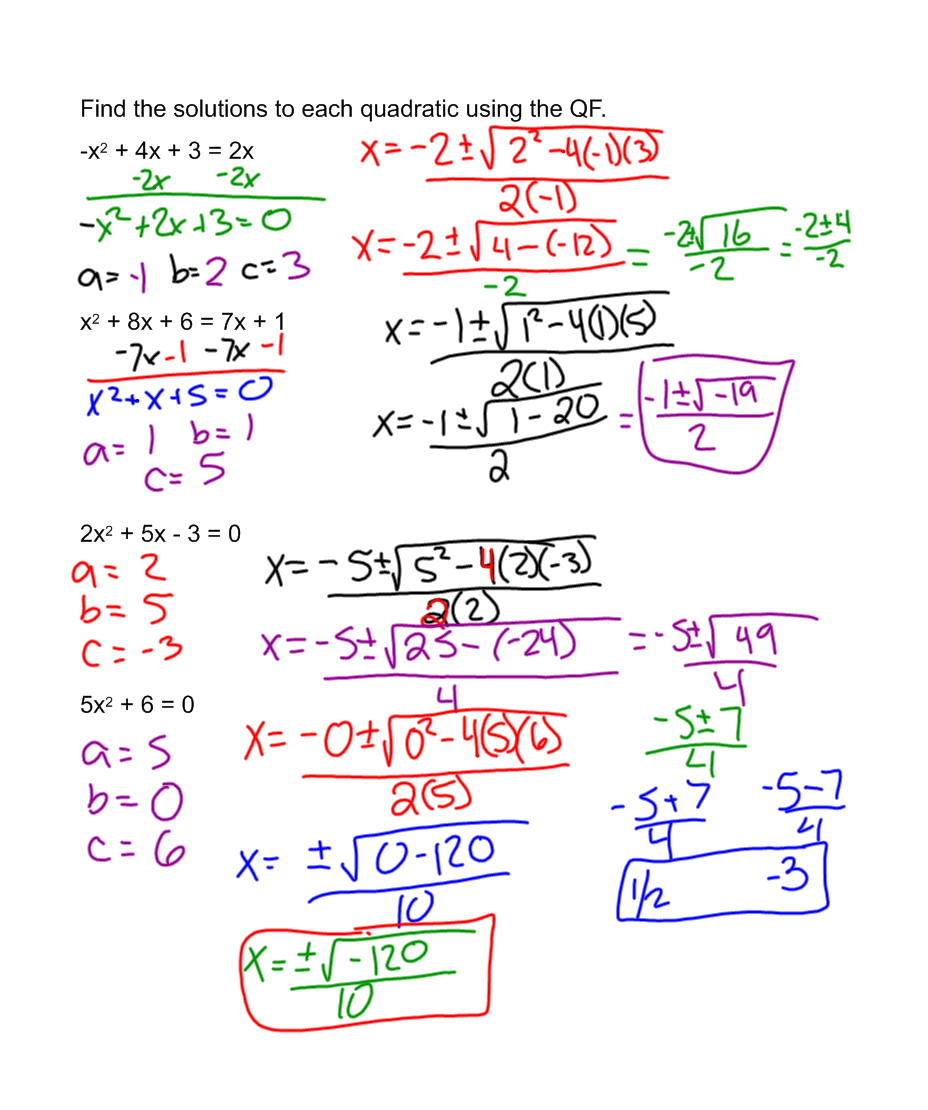 Find the solutions to each quadratic using the QF.
-x² + 4x + 3 = 2x
-2x -2x
-x²+2x+3=0
a=-1 b=2 c=3
x=-2±√2²-4(-1)(3)
2(-1)
x=-2±√4-(-12) = -2±√16 = -2±4
-2 -2 -2
x² + 8x + 6 = 7x + 1
-7x-1 -7x-1
x²+x+5=0
a=1 b=1
c=5
x=-1±√1²-4(1)(5)
2(1)
x=-1±√1-20 = -1±√-19
2 2
2x² + 5x - 3 = 0
a=2
b=5
c=-3
x=-5±√5²-4(2)(-3)
2(2)
x=-5±√25-(-24) =-5±√49
4 4
-5±7
4
-5+7 -5-7
4 4
1/2 -3
5x² + 6 = 0
a=5
b=0
c=6
x=-0±√0²-4(5)(6)
2(5)
x= ±√0-120
10
x=±√-120
10